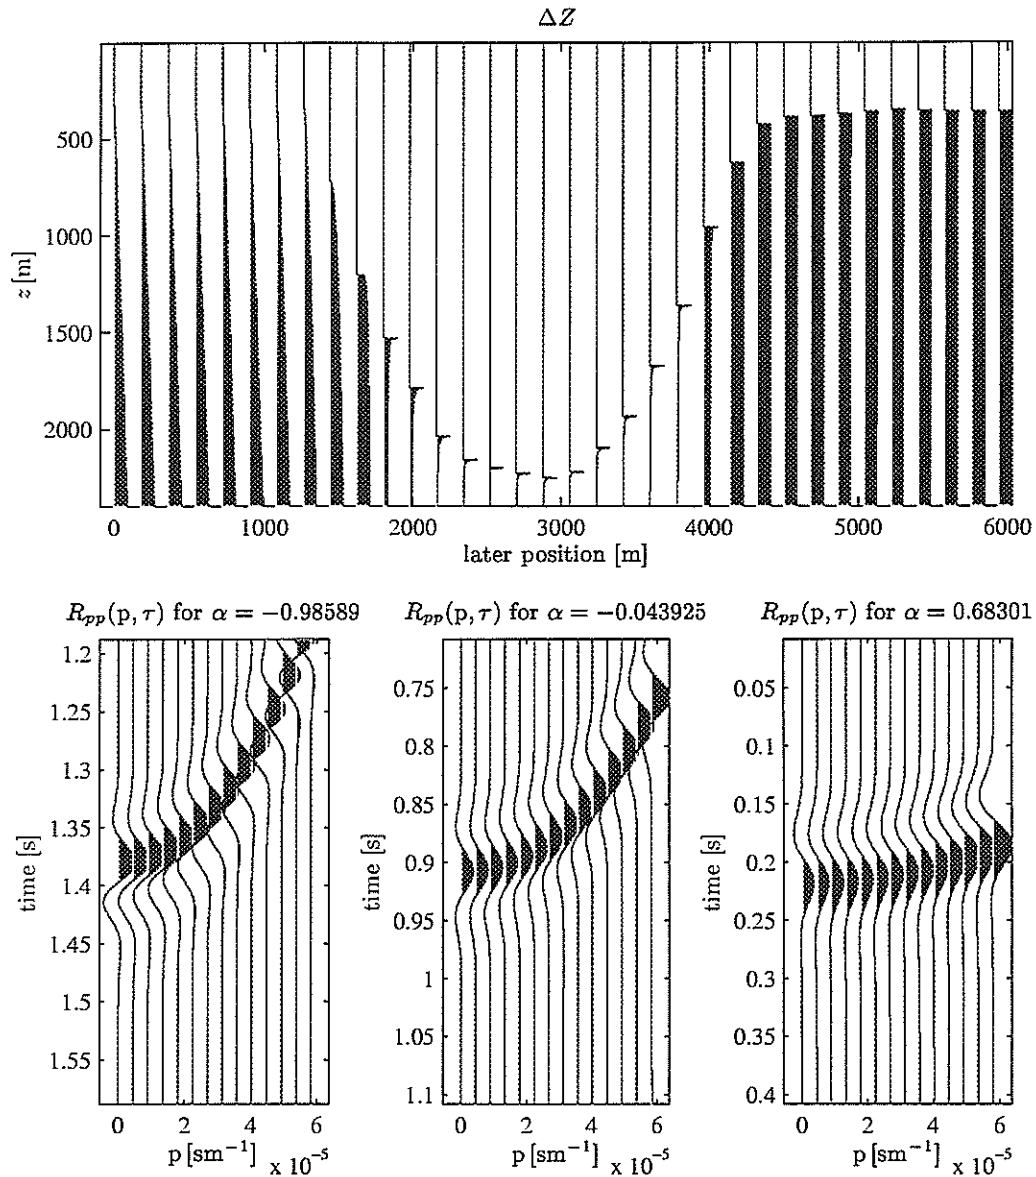 ΔZ
500
1000
1500
2000
z [m]
0 1000 2000 3000 4000 5000 6000
later position [m]
R_pp(p, τ) for α = −0.98589
1.2
1.25
1.3
1.35
1.4
1.45
1.5
1.55
time [s]
0 2 4 6
p [sm⁻¹] x 10⁻⁵
R_pp(p, τ) for α = −0.043925
0.75
0.8
0.85
0.9
0.95
1
1.05
1.1
time [s]
0 2 4 6
p [sm⁻¹] x 10⁻⁵
R_pp(p, τ) for α = 0.68301
0.05
0.1
0.15
0.2
0.25
0.3
0.35
0.4
time [s]
0 2 4 6
p [sm⁻¹] x 10⁻⁵